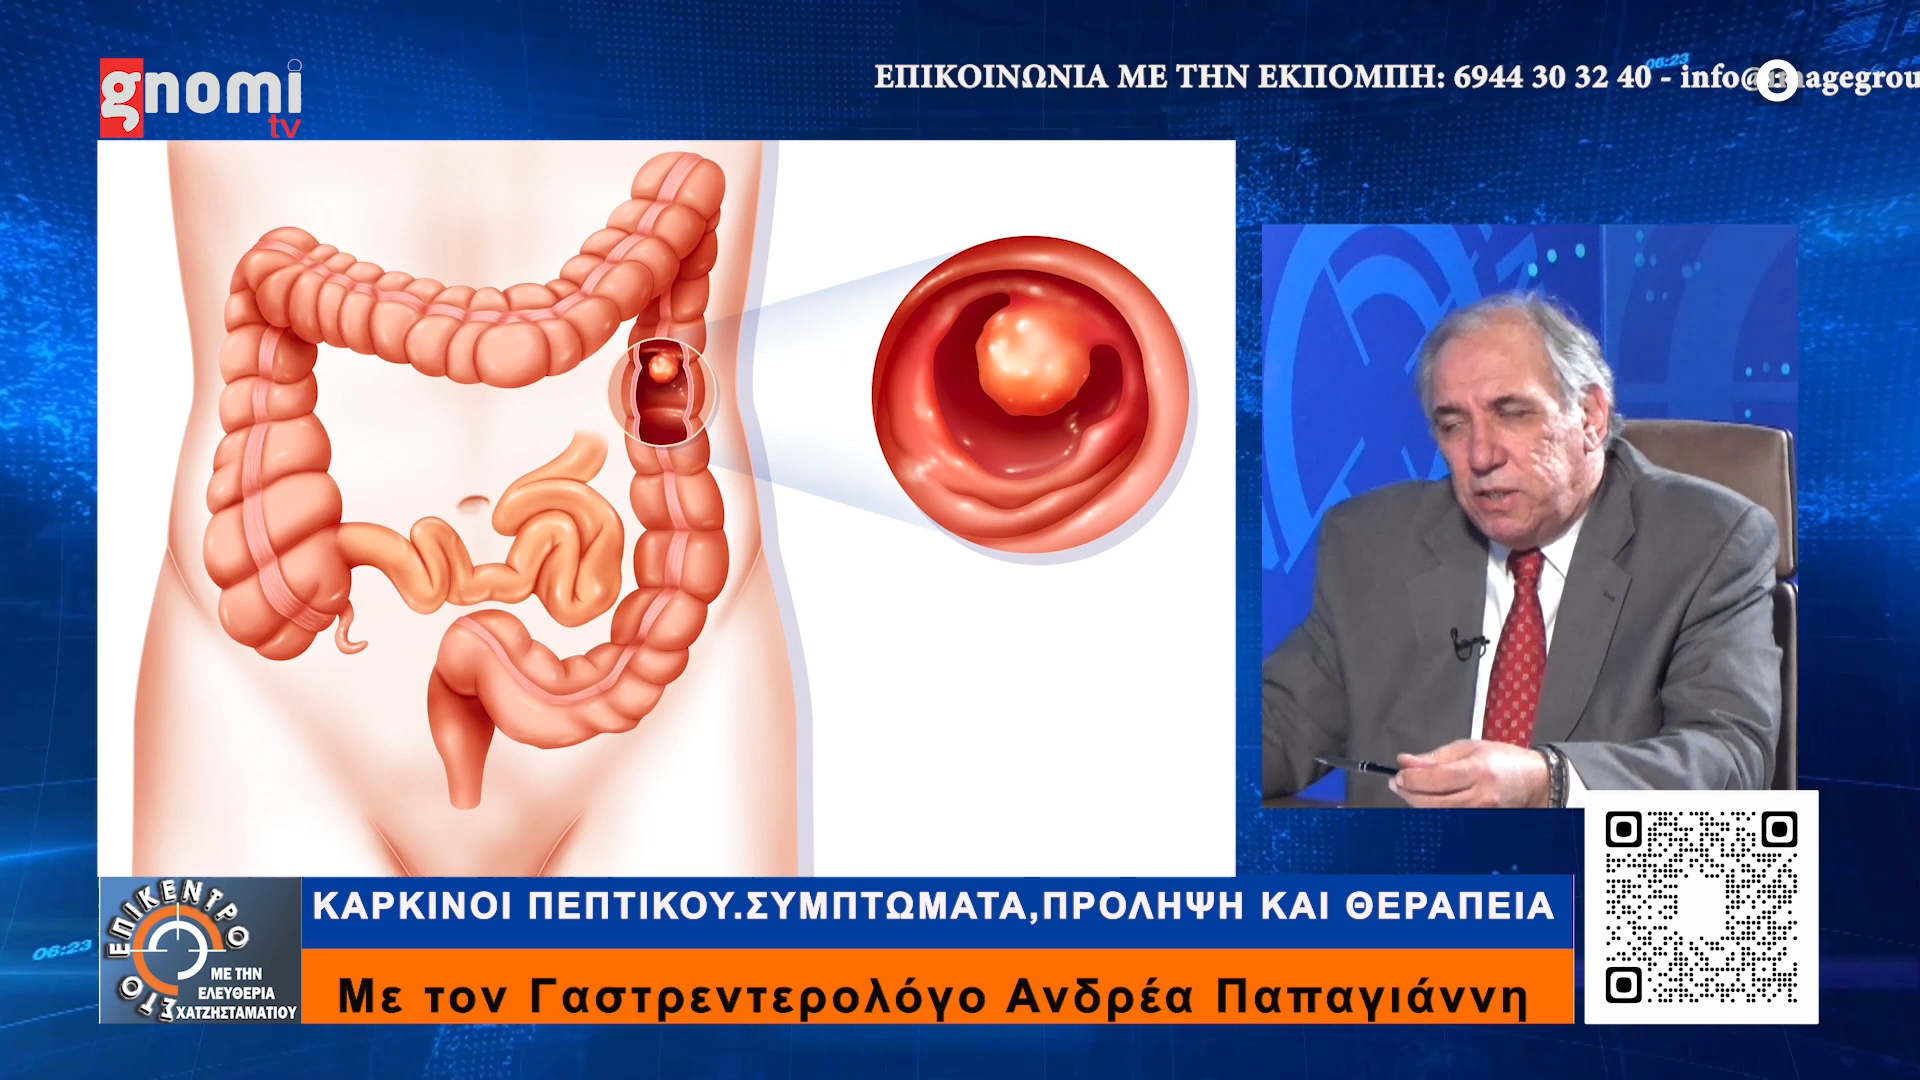 gnomi
tv
ΕΠΙΚΟΙΝΩΝΙΑ ΜΕ ΤΗΝ ΕΚΠΟΜΠΗ: 6944 30 32 40 - info@
06:23
ΚΑΡΚΙΝΟΙ ΠΕΠΤΙΚΟΥ.ΣΥΜΠΤΩΜΑΤΑ,ΠΡΟΛΗΨΗ ΚΑΙ ΘΕΡΑΠΕΙΑ
Με τον Γαστρεντερολόγο Ανδρέα Παπαγιάννη
ΣΤΟ ΕΠΙΚΕΝΤΡΟ
ΜΕ ΤΗΝ
ΕΛΕΥΘΕΡΙΑ
ΧΑΤΖΗΣΤΑΜΑΤΙΟΥ
06:23